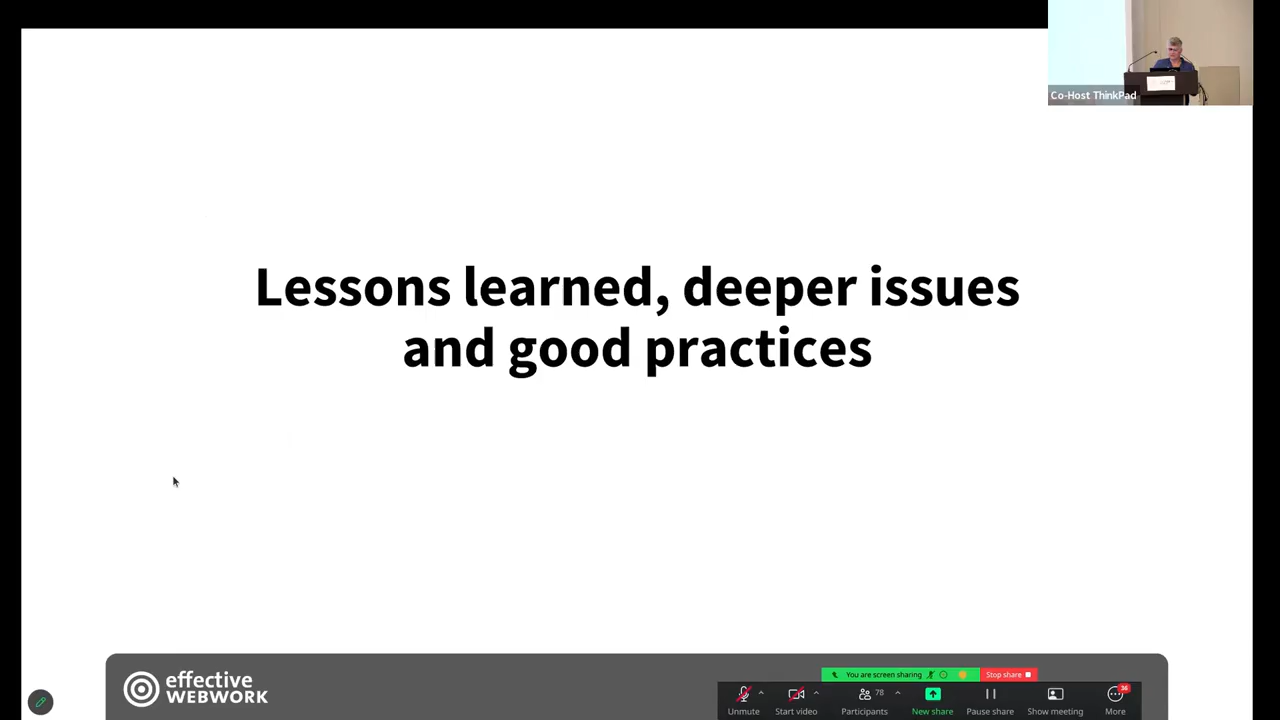 Co-Host ThinkPad
Lessons learned, deeper issues
and good practices
effective
WEBWORK
You are screen sharing
Stop share
Unmute
Start video
Participants
78
New share
Pause share
Show meeting
More
36